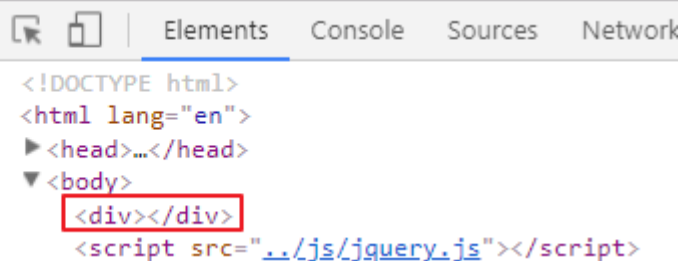 Elements Console Sources Network
<!DOCTYPE html>
<html lang="en">
<head>…</head>
<body>
<div></div>
<script src="../js/jquery.js"></script>